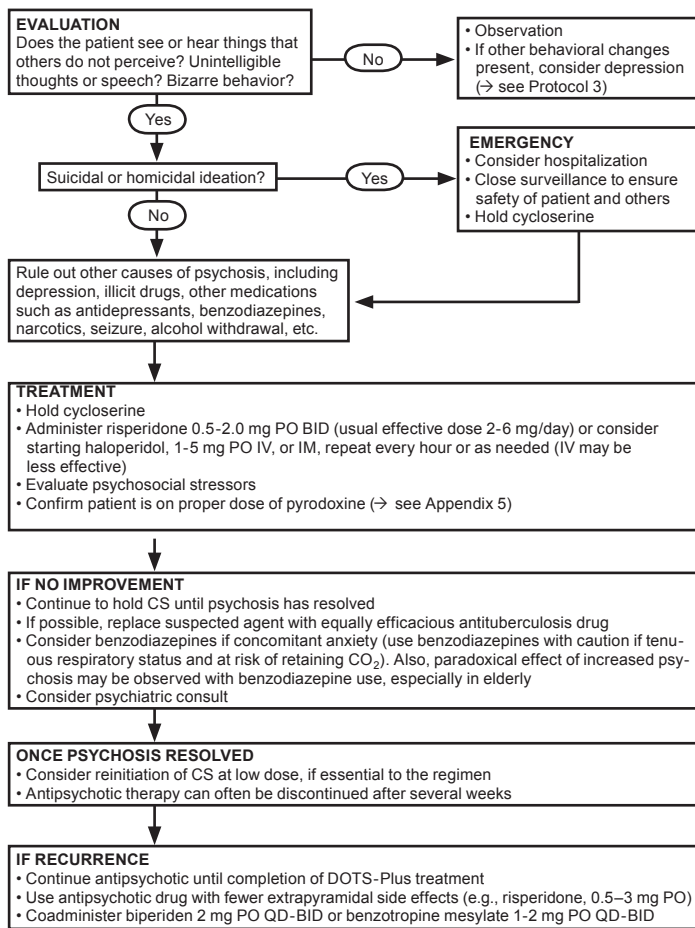 EVALUATION
Does the patient see or hear things that
others do not perceive? Unintelligible
thoughts or speech? Bizarre behavior?
No
• Observation
• If other behavioral changes
present, consider depression
(→ see Protocol 3)
Yes
Suicidal or homicidal ideation?
Yes
EMERGENCY
• Consider hospitalization
• Close surveillance to ensure
safety of patient and others
• Hold cycloserine
No
Rule out other causes of psychosis, including
depression, illicit drugs, other medications
such as antidepressants, benzodiazepines,
narcotics, seizure, alcohol withdrawal, etc.
TREATMENT
• Hold cycloserine
• Administer risperidone 0.5-2.0 mg PO BID (usual effective dose 2-6 mg/day) or consider
starting haloperidol, 1-5 mg PO IV, or IM, repeat every hour or as needed (IV may be
less effective)
• Evaluate psychosocial stressors
• Confirm patient is on proper dose of pyrodoxine (→ see Appendix 5)
IF NO IMPROVEMENT
• Continue to hold CS until psychosis has resolved
• If possible, replace suspected agent with equally efficacious antituberculosis drug
• Consider benzodiazepines if concomitant anxiety (use benzodiazepines with caution if tenu-
ous respiratory status and at risk of retaining CO₂). Also, paradoxical effect of increased psy-
chosis may be observed with benzodiazepine use, especially in elderly
• Consider psychiatric consult
ONCE PSYCHOSIS RESOLVED
• Consider reinitiation of CS at low dose, if essential to the regimen
• Antipsychotic therapy can often be discontinued after several weeks
IF RECURRENCE
• Continue antipsychotic until completion of DOTS-Plus treatment
• Use antipsychotic drug with fewer extrapyramidal side effects (e.g., risperidone, 0.5–3 mg PO)
• Coadminister biperiden 2 mg PO QD-BID or benzotropine mesylate 1-2 mg PO QD-BID